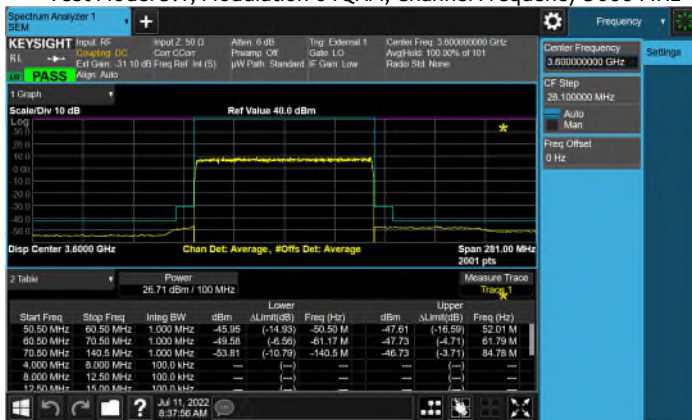 Spectrum Analyzer 1
SEM
Frequency
KEYSIGHT Input: RF Input Z: 50 Ω Atten: 6 dB Trig: External 1 Center Freq: 3.600000000 GHz
RL Coupling: DC Corr CCorr Preamp: Off Gate: LO Avg|Hold: 100.00% of 101
Ext Gain: -31.10 dB Freq Ref: Int (S) µW Path: Standard IF Gain: Low Radio Std: None
PASS Align: Auto
Center Frequency
3.600000000 GHz
Settings
CF Step
28.100000 MHz
Auto
Man
Freq Offset
0 Hz
1 Graph
Scale/Div 10 dB Ref Value 40.0 dBm
Log
30.0
20.0
10.0
0.00
-10.0
-20.0
-30.0
-40.0
-50.0
Disp Center 3.6000 GHz Chan Det: Average, #Offs Det: Average Span 281.00 MHz
2001 pts
2 Table Power Measure Trace
26.71 dBm / 100 MHz Trace 1
Lower Upper
Start Freq Stop Freq Integ BW dBm ΔLimit(dB) Freq (Hz) dBm ΔLimit(dB) Freq (Hz)
50.50 MHz 60.50 MHz 1.000 MHz -45.95 (-14.93) -50.50 M -47.61 (-16.59) 52.01 M
60.50 MHz 70.50 MHz 1.000 MHz -49.58 (-6.56) -61.17 M -47.73 (-4.71) 61.79 M
70.50 MHz 140.5 MHz 1.000 MHz -53.81 (-10.79) -140.5 M -46.73 (-3.71) 84.78 M
4.000 MHz 8.000 MHz 100.0 kHz --- (---) --- (---)
8.000 MHz 12.50 MHz 100.0 kHz --- (---) --- (---)
12.50 MHz 15.00 MHz 100.0 kHz --- (---) --- (---)
Jul 11, 2022
8:37:56 AM